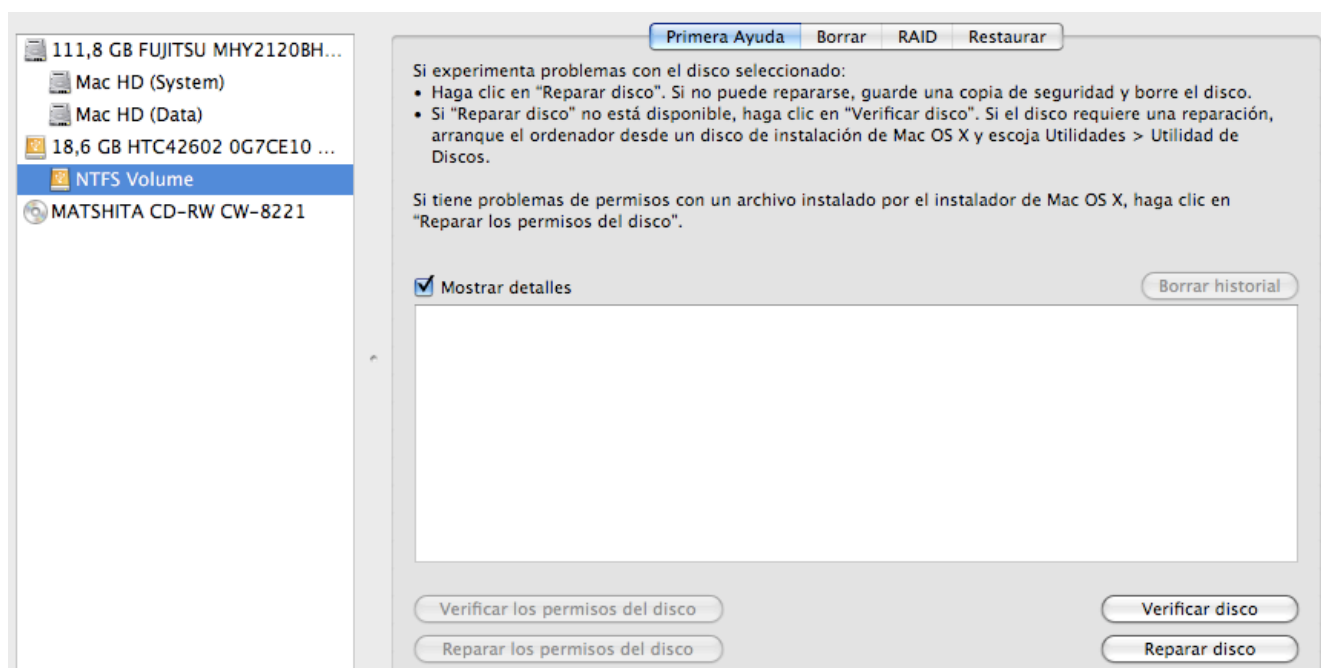 111,8 GB FUJITSU MHY2120BH...
Mac HD (System)
Mac HD (Data)
18,6 GB HTC42602 0G7CE10 ...
NTFS Volume
MATSHITA CD-RW CW-8221
Primera Ayuda Borrar RAID Restaurar
Si experimenta problemas con el disco seleccionado:
• Haga clic en “Reparar disco”. Si no puede repararse, guarde una copia de seguridad y borre el disco.
• Si “Reparar disco” no está disponible, haga clic en “Verificar disco”. Si el disco requiere una reparación,
arranque el ordenador desde un disco de instalación de Mac OS X y escoja Utilidades > Utilidad de
Discos.
Si tiene problemas de permisos con un archivo instalado por el instalador de Mac OS X, haga clic en
“Reparar los permisos del disco”.
Mostrar detalles Borrar historial
Verificar los permisos del disco Verificar disco
Reparar los permisos del disco Reparar disco